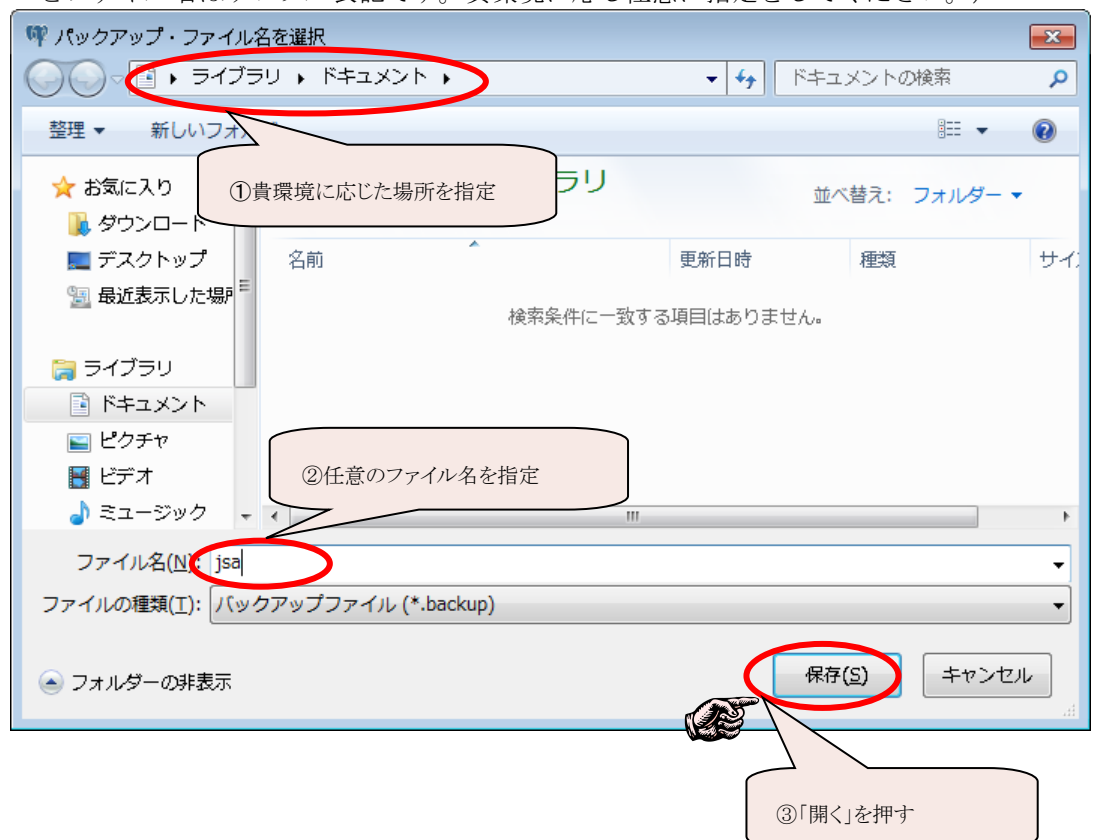 パックアップ・ファイル名を選択
ライブラリ ▶ ドキュメント ▶
ドキュメントの検索
整理 ▼
新しいフォ
①貴環境に応じた場所を指定
ラリ
並べ替え: フォルダー ▼
お気に入り
ダウンロード
デスクトップ
最近表示した場所
名前
更新日時
種類
サイズ
検索条件に一致する項目はありません。
ライブラリ
ドキュメント
ピクチャ
ビデオ
ミュージック
②任意のファイル名を指定
ファイル名(N): jsa
ファイルの種類(T): バックアップファイル (*.backup)
フォルダーの非表示
保存(S)
キャンセル
③「開く」を押す